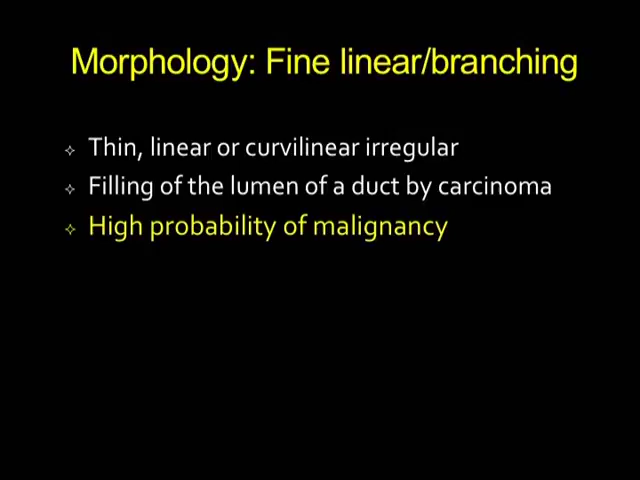 Morphology: Fine linear/branching
Thin, linear or curvilinear irregular
Filling of the lumen of a duct by carcinoma
High probability of malignancy